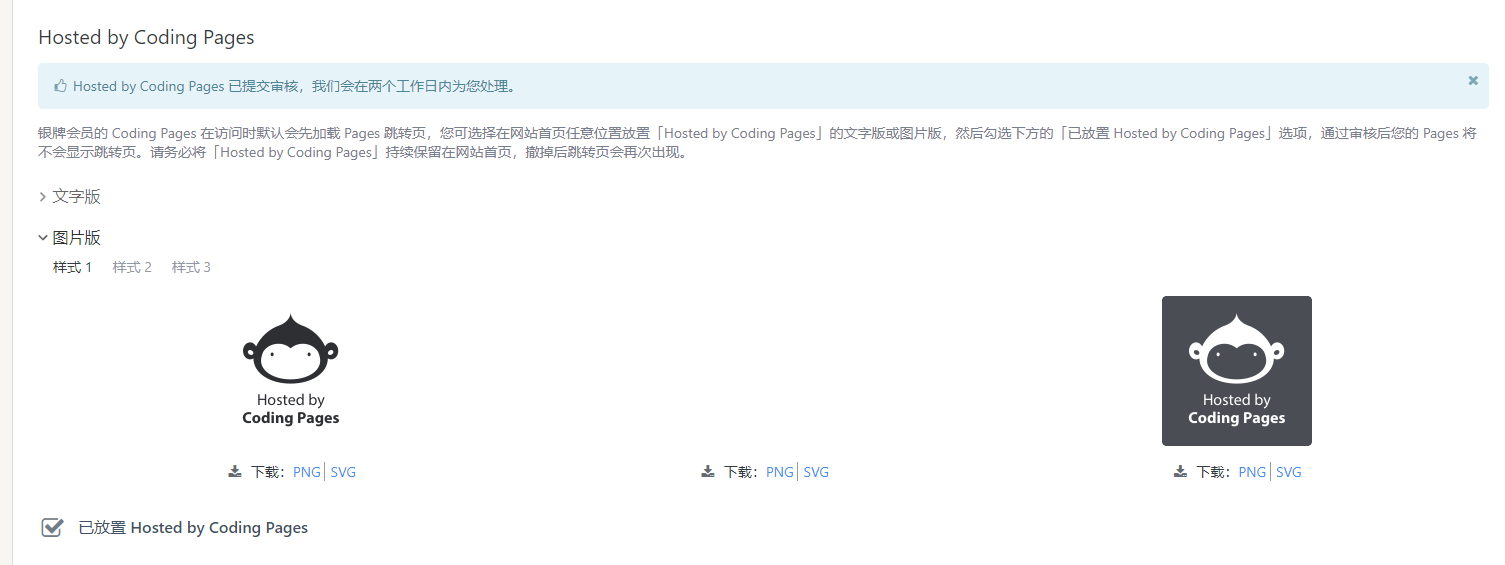 Hosted by Coding Pages
Hosted by Coding Pages 已提交审核，我们会在两个工作日内为您处理。
银牌会员的 Coding Pages 在访问时默认会先加载 Pages 跳转页，您可选择在网站首页任意位置放置「Hosted by Coding Pages」的文字版或图片版，然后勾选下方的「已放置 Hosted by Coding Pages」选项，通过审核后您的 Pages 将
不会显示跳转页。请务必将「Hosted by Coding Pages」持续保留在网站首页，撤掉后跳转页会再次出现。
文字版
图片版
样式 1 样式 2 样式 3
Hosted by
Coding Pages
Hosted by
Coding Pages
下载：PNG SVG 下载：PNG SVG 下载：PNG SVG
已放置 Hosted by Coding Pages